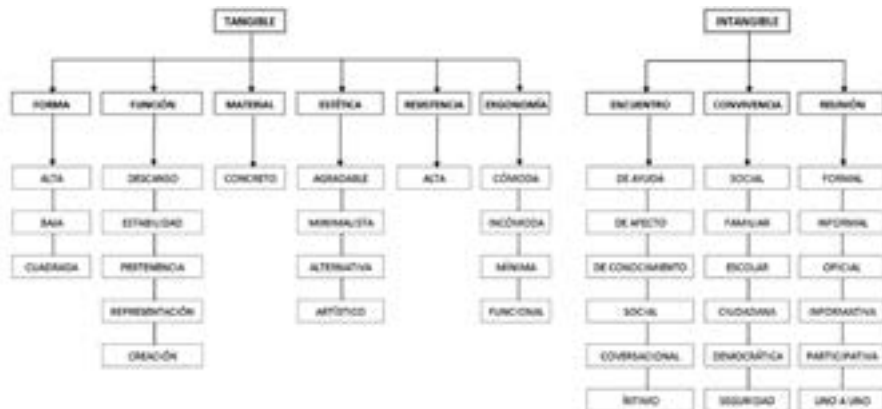 TANGIBLE INTANGIBLE
FORMA FUNCIÓN MATERIAL ESTÉTICA RESISTENCIA ERGONOMÍA ENCUENTRO CONVIVENCIA REUNIÓN
ALTA DESCANSO CONCRETO AGRADABLE ALTA CÓMODA DE AYUDA SOCIAL FORMAL
BAJA ESTABILIDAD MINIMALISTA INCÓMODA DE AFECTO FAMILIAR INFORMAL
CUADRADA PERTENENCIA ALTERNATIVA MÍNIMA DE CONOCIMIENTO ESCOLAR OFICIAL
REPRESENTACIÓN ARTÍSTICO FUNCIONAL SOCIAL CIUDADANA INFORMATIVA
CREACIÓN COVERSACIONAL DEMOCRÁTICA PARTICIPATIVA
ÍNTIMO SEGURIDAD UNO A UNO